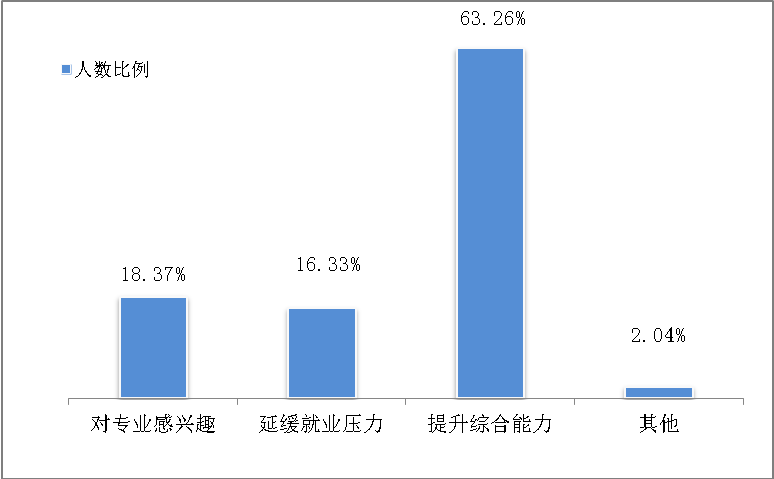 63.26%
人数比例
18.37%
16.33%
2.04%
对专业感兴趣
延缓就业压力
提升综合能力
其他